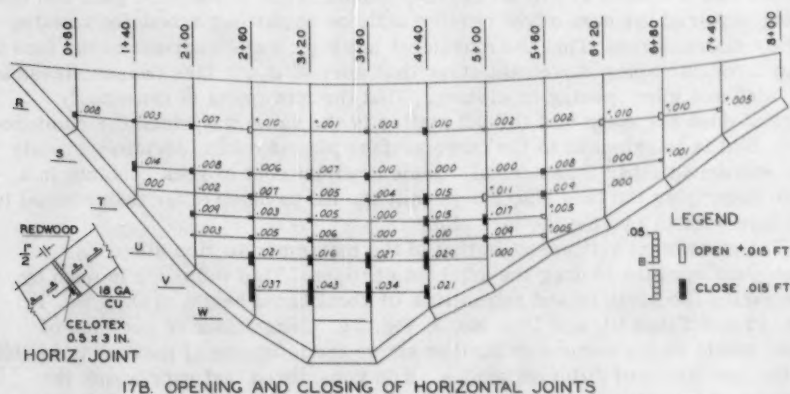 0+80 1+40 2+00 2+60 3+20 3+80 4+40 5+00 5+60 6+20 6+80 7+40 8+00
R .008 .003 .007 +.010 +.001 .003 .010 .002 .002 +.010 +.010 +.005
S .014 .008 .006 .007 .010 .006 .000 .008 .000 +.001
T .000 .002 .007 .005 .004 .015 +.011 .009 .000
.009 .003 .005 .000 .015 .017 +.005
U .003 .005 .006 .000 .010 .009 +.005
V .021 .016 .027 .029 .000
W .037 .043 .034 .021
REDWOOD
1"
2
18 GA.
CU
CELOTEX
0.5 x 3 IN.
HORIZ. JOINT
LEGEND
.05
OPEN +.015 FT
CLOSE .015 FT
17B. OPENING AND CLOSING OF HORIZONTAL JOINTS